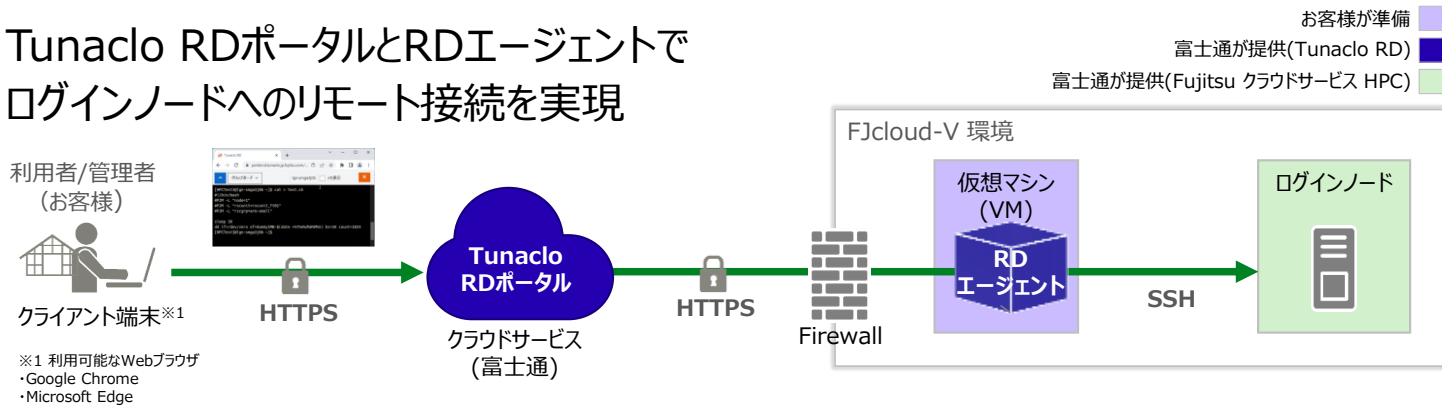 Tunaclo RDポータルとRDエージェントで
ログインノードへのリモート接続を実現
お客様が準備
富士通が提供(Tunaclo RD)
富士通が提供(Fujitsu クラウドサービス HPC)
FJcloud-V 環境
利用者/管理者
(お客様)
クライアント端末※1
※1 利用可能なWebブラウザ
・Google Chrome
・Microsoft Edge
HTTPS
Tunaclo
RDポータル
クラウドサービス
(富士通)
HTTPS
Firewall
仮想マシン
(VM)
RD
エージェント
SSH
ログインノード